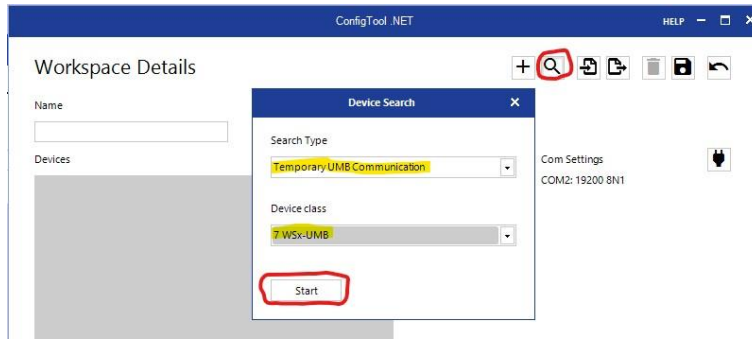 ConfigTool .NET
HELP
Workspace Details
Name
Devices
Device Search
Search Type
Temporary UMB Communication
Device class
7 WSx-UMB
Start
Com Settings
COM2: 19200 8N1